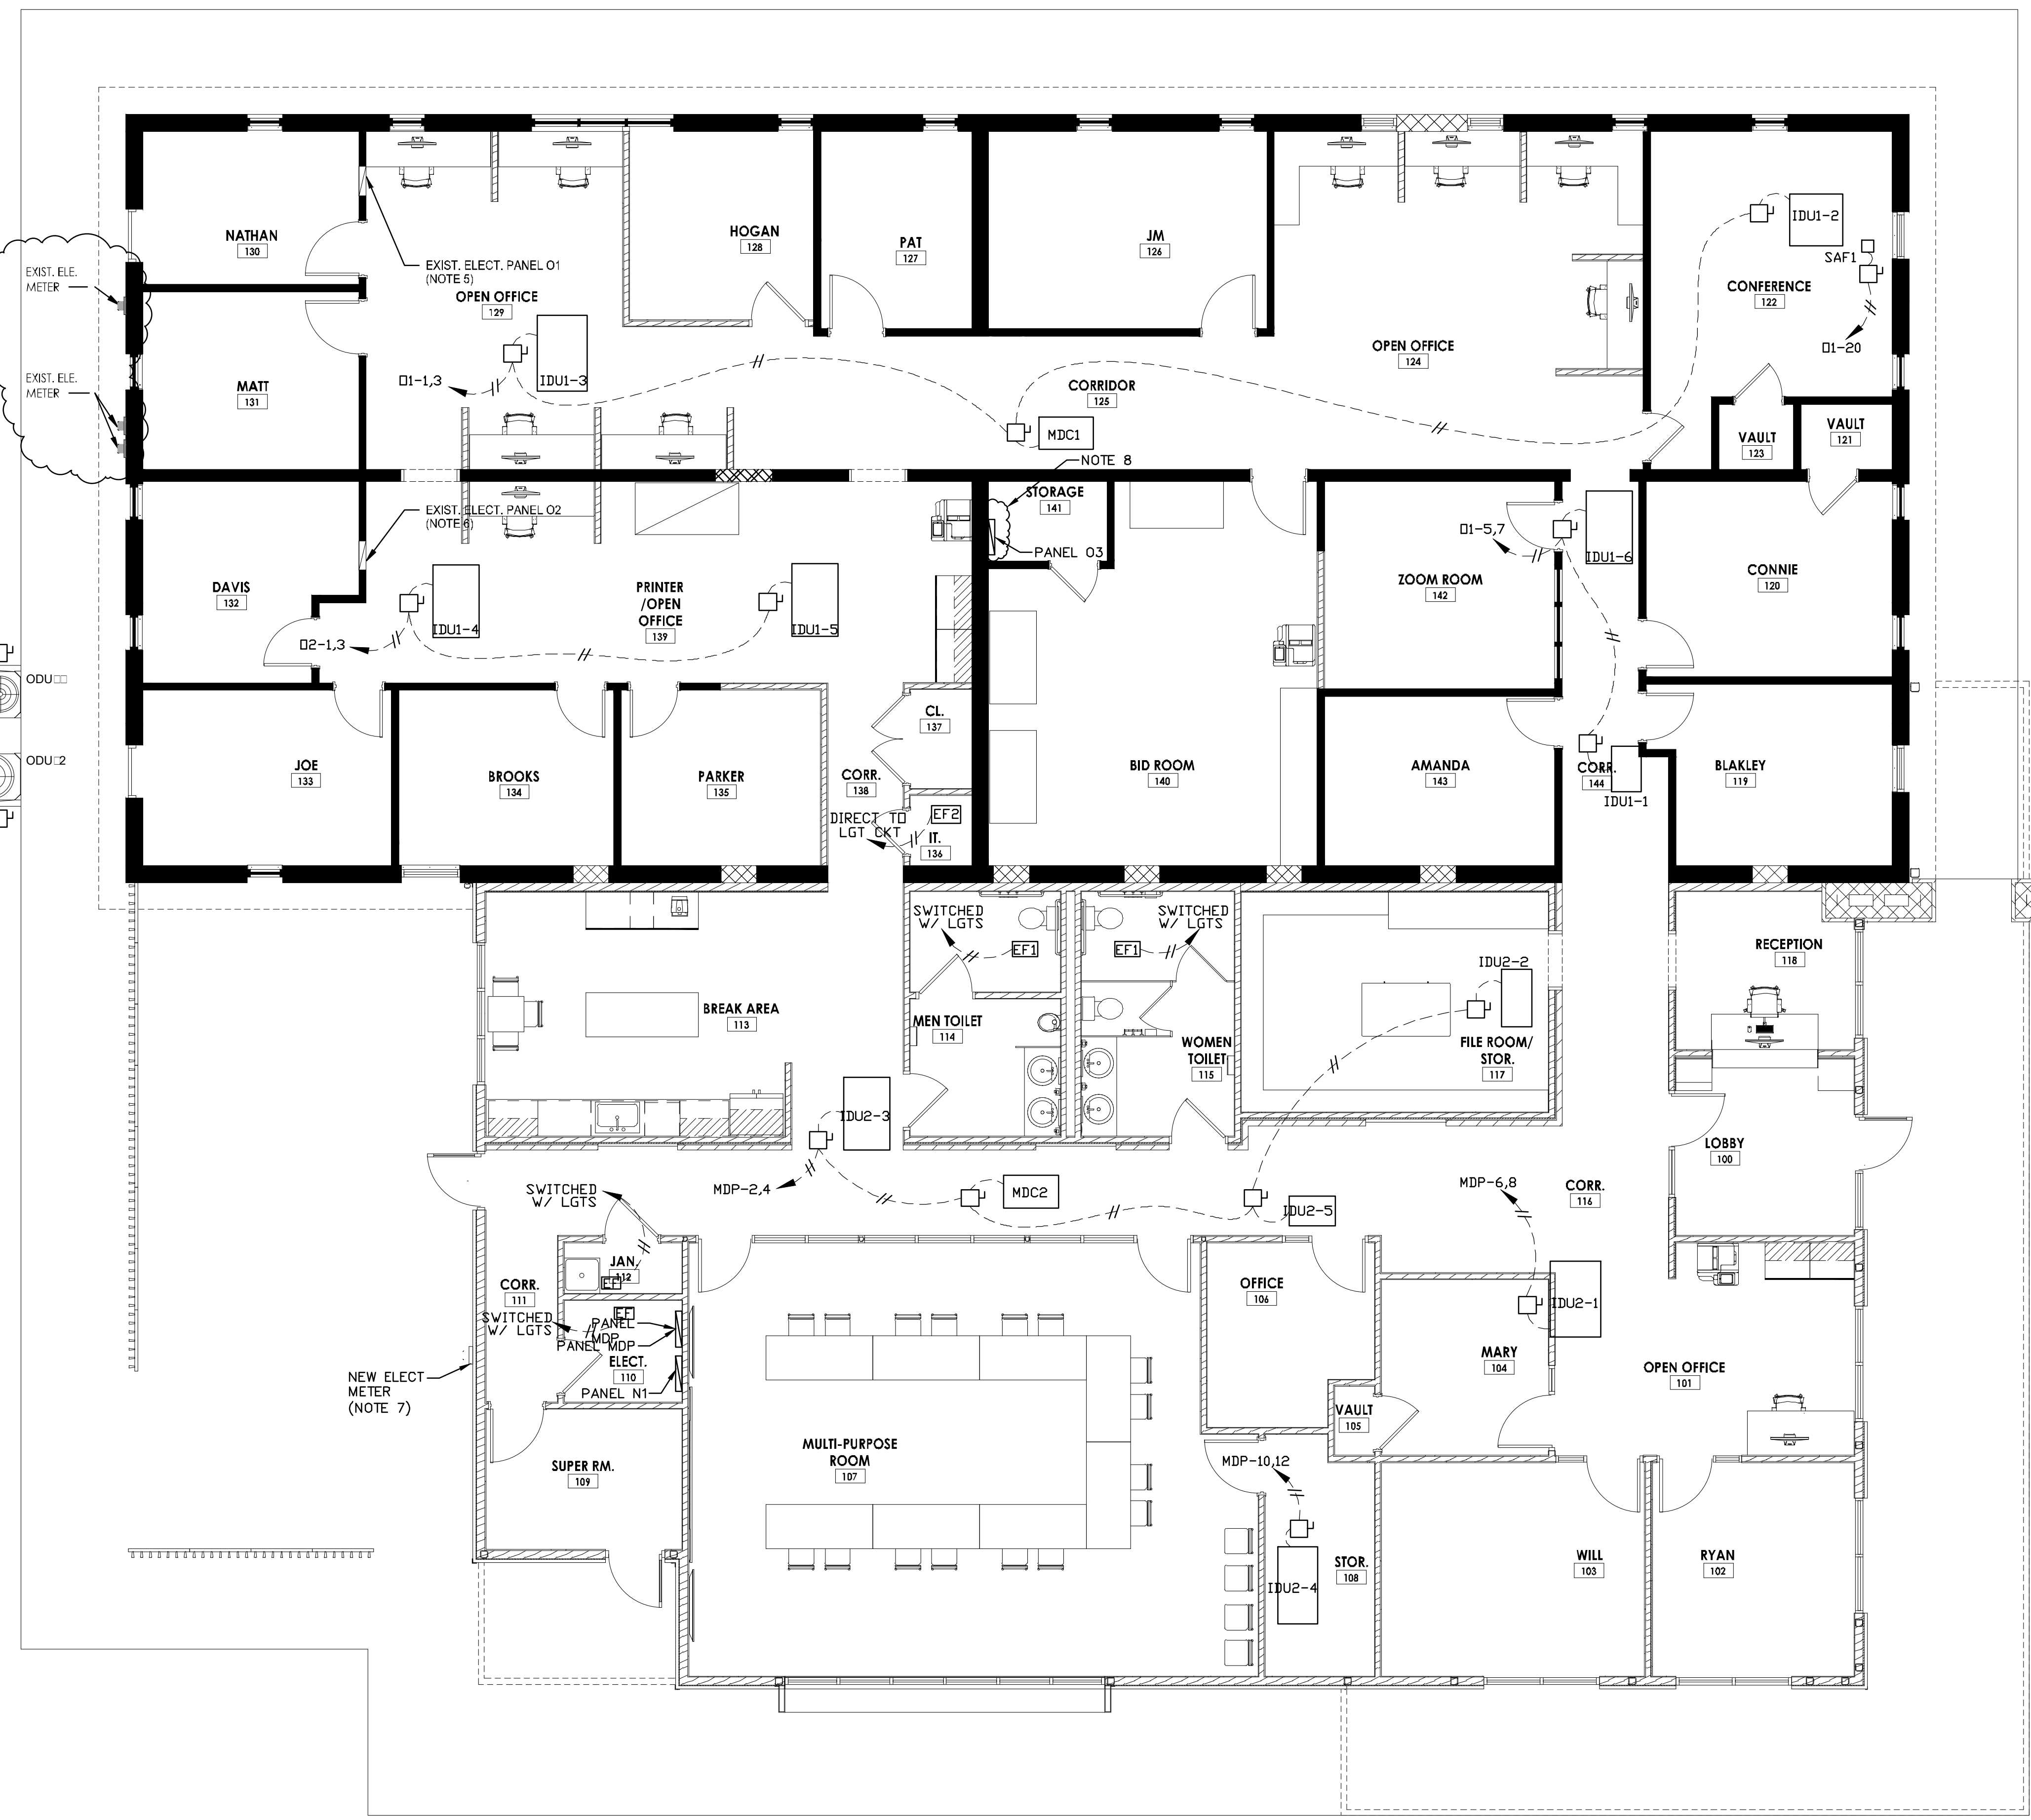 NATHAN
130
EXIST. ELECT. PANEL O1
(NOTE 5)
OPEN OFFICE
129
HOGAN
128
PAT
127
JM
126
IDU1-2
SAF1
CONFERENCE
122
O1-20
EXIST. ELE.
METER
EXIST. ELE.
METER
MATT
131
O1-1,3
IDU1-3
CORRIDOR
125
MDC1
OPEN OFFICE
124
VAULT
123
VAULT
121
NOTE 8
STORAGE
141
PANEL O3
EXIST. ELECT. PANEL O2
(NOTE 6)
DAVIS
132
O2-1,3
IDU1-4
PRINTER
/OPEN
OFFICE
139
IDU1-5
O1-5,7
IDU1-6
ZOOM ROOM
142
CONNIE
120
ODU
ODU 2
JOE
133
BROOKS
134
PARKER
135
CL.
137
CORR.
138
DIRECT TO
LGT CKT
EF2
IT.
136
BID ROOM
140
AMANDA
143
CORR.
144
IDU1-1
BLAKLEY
119
SWITCHED
W/ LGTS
EF1
SWITCHED
W/ LGTS
EF1
IDU2-2
RECEPTION
118
BREAK AREA
113
MEN TOILET
114
WOMEN
TOILET
115
FILE ROOM/
STOR.
117
IDU2-3
LOBBY
100
MDP-2,4
MDC2
IDU2-5
MDP-6,8
CORR.
116
SWITCHED
W/ LGTS
JAN.
112
EF
CORR.
111
SWITCHED
W/ LGTS
EF
PANEL
MDP
PANEL MDP
ELECT.
110
PANEL N1
NEW ELECT
METER
(NOTE 7)
OFFICE
106
IDU2-1
MARY
104
OPEN OFFICE
101
VAULT
105
MULTI-PURPOSE
ROOM
107
SUPER RM.
109
MDP-10,12
IDU2-4
STOR.
108
WILL
103
RYAN
102